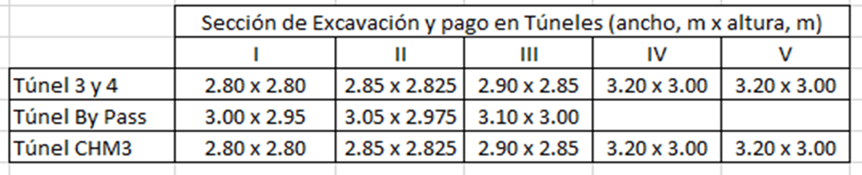 Sección de Excavación y pago en Túneles (ancho, m x altura, m)
I II III IV V
Túnel 3 y 4 2.80 x 2.80 2.85 x 2.825 2.90 x 2.85 3.20 x 3.00 3.20 x 3.00
Túnel By Pass 3.00 x 2.95 3.05 x 2.975 3.10 x 3.00
Túnel CHM3 2.80 x 2.80 2.85 x 2.825 2.90 x 2.85 3.20 x 3.00 3.20 x 3.00